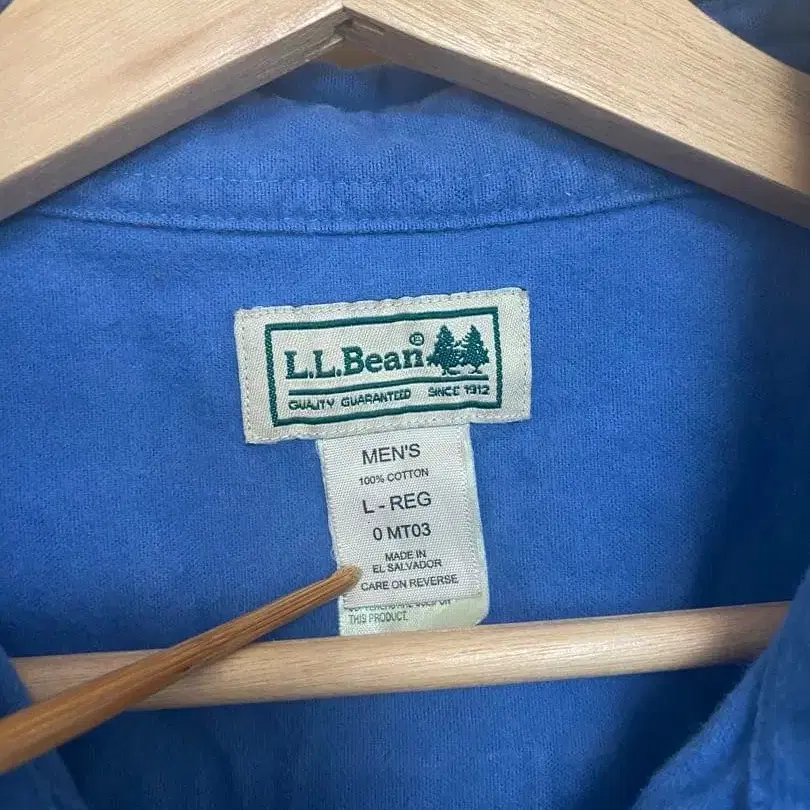 L.L.Bean®
QUALITY GUARANTEED SINCE 1912
MEN'S
100% COTTON
L - REG
0 MT03
MADE IN
EL SALVADOR
CARE ON REVERSE
THIS PRODUCT.